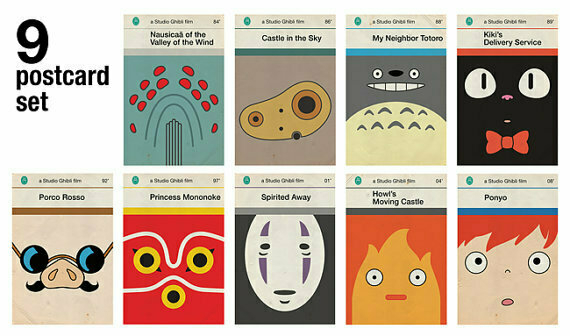 9
postcard
set
a Studio Ghibli film 84'
Nausicaä of the
Valley of the Wind
a Studio Ghibli film 86'
Castle in the Sky
a Studio Ghibli film 88'
My Neighbor Totoro
a Studio Ghibli film 89'
Kiki's
Delivery Service
a Studio Ghibli film 92'
Porco Rosso
a Studio Ghibli film 97'
Princess Mononoke
a Studio Ghibli film 01'
Spirited Away
a Studio Ghibli film 04'
Howl's
Moving Castle
a Studio Ghibli film 08'
Ponyo